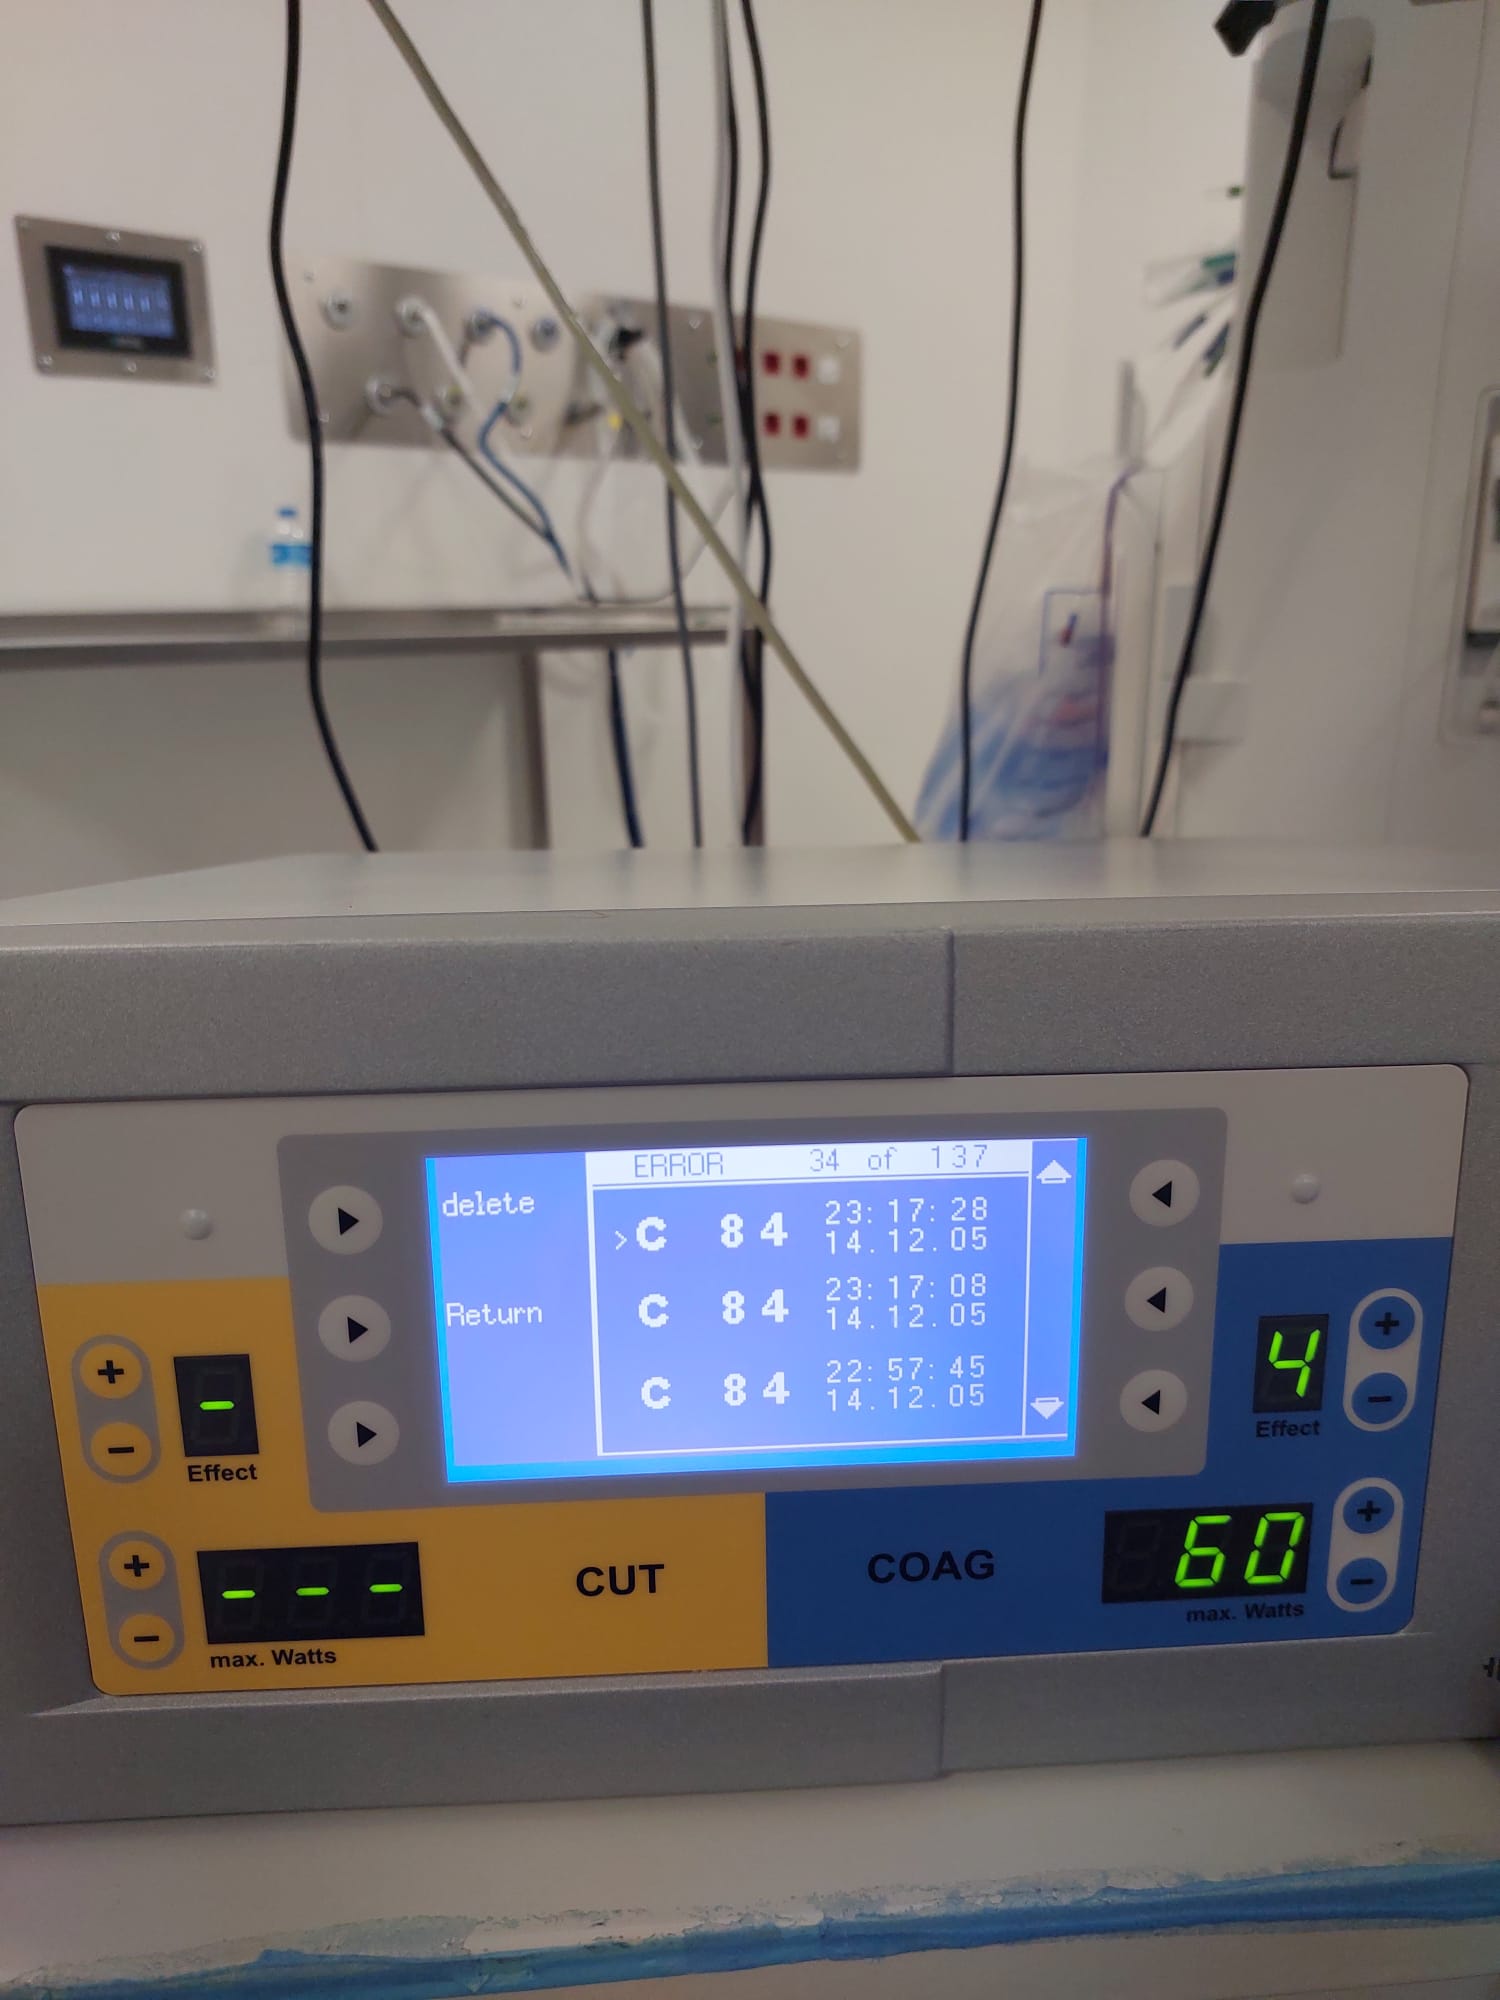 ERROR 34 of 137
delete
>C 84 23:17:28
14.12.05
C 84 23:17:08
14.12.05
Return
C 84 22:57:45
14.12.05
+
-
-
Effect
+
-
- - -
max. Watts
CUT
COAG
4
Effect
+
-
60
max. Watts
+
-